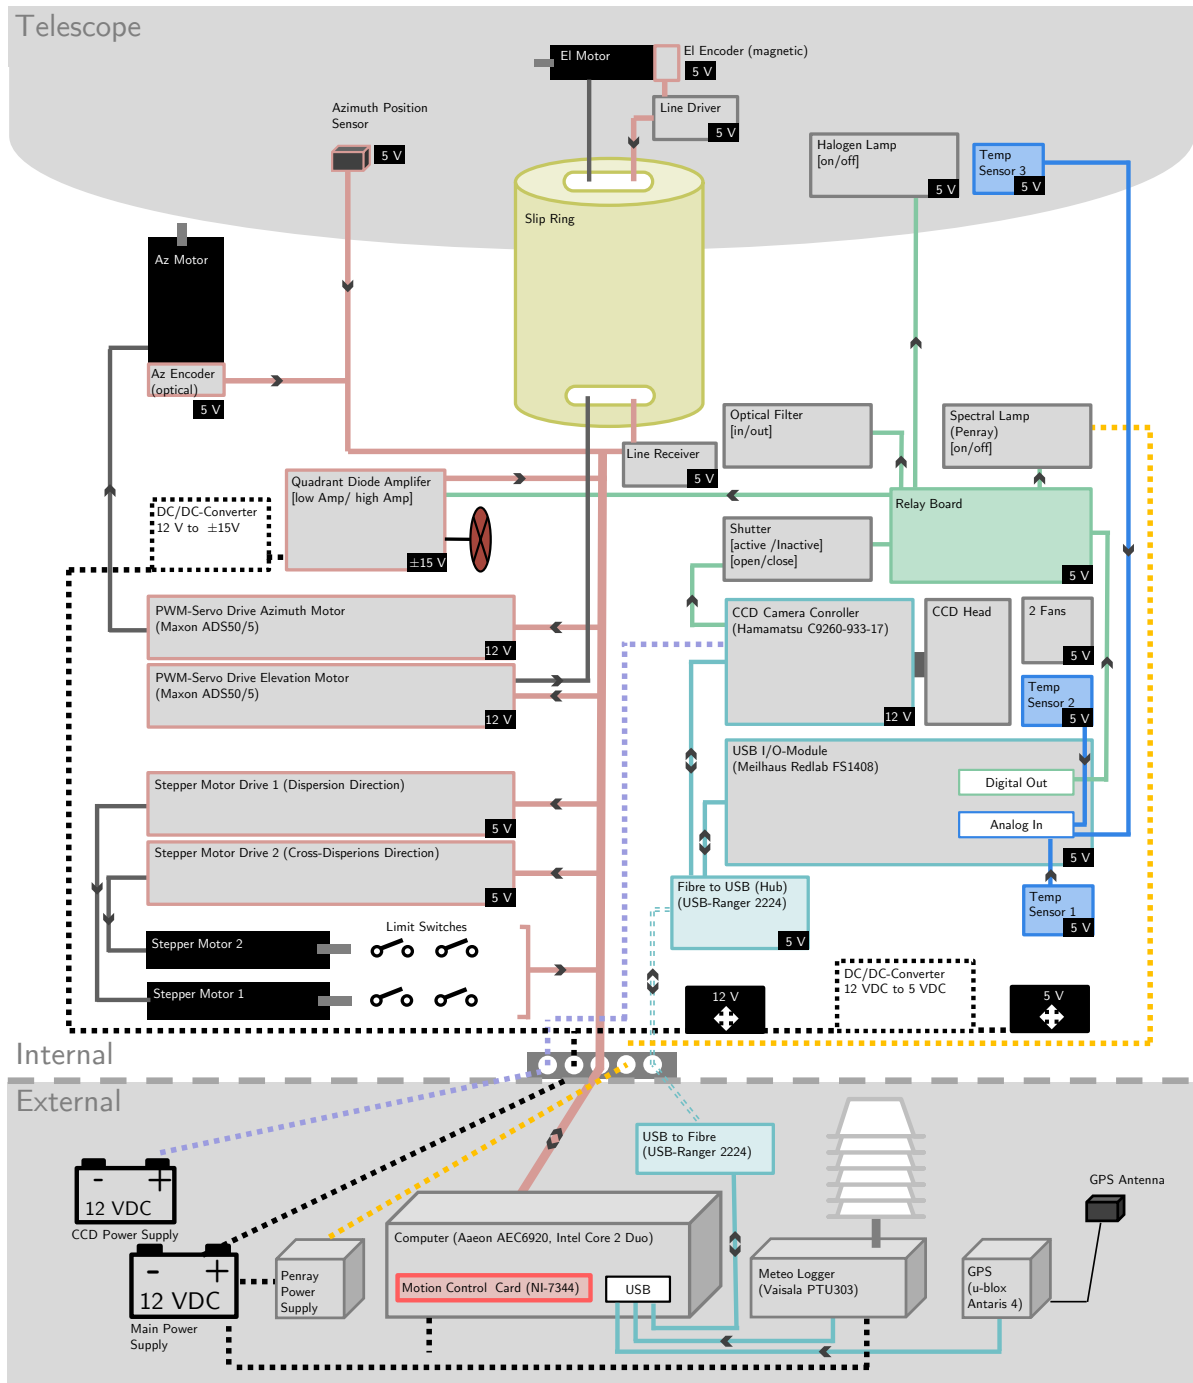 Telescope
El Motor
El Encoder (magnetic)
5 V
Line Driver
5 V
Azimuth Position
Sensor
5 V
Halogen Lamp
[on/off]
5 V
Temp
Sensor 3
5 V
Slip Ring
Az Motor
Az Encoder
(optical)
5 V
Optical Filter
[in/out]
Spectral Lamp
(Penray)
[on/off]
Line Receiver
5 V
Quadrant Diode Amplifer
[low Amp/ high Amp]
±15 V
DC/DC-Converter
12 V to ±15V
Relay Board
5 V
Shutter
[active /Inactive]
[open/close]
PWM-Servo Drive Azimuth Motor
(Maxon ADS50/5)
12 V
CCD Camera Conroller
(Hamamatsu C9260-933-17)
12 V
CCD Head
2 Fans
5 V
PWM-Servo Drive Elevation Motor
(Maxon ADS50/5)
12 V
Temp
Sensor 2
5 V
USB I/O-Module
(Meilhaus Redlab FS1408)
Digital Out
Analog In
5 V
Stepper Motor Drive 1 (Dispersion Direction)
5 V
Stepper Motor Drive 2 (Cross-Disperions Direction)
5 V
Fibre to USB (Hub)
(USB-Ranger 2224)
5 V
Temp
Sensor 1
5 V
Limit Switches
Stepper Motor 2
Stepper Motor 1
12 V
DC/DC-Converter
12 VDC to 5 VDC
5 V
Internal
External
USB to Fibre
(USB-Ranger 2224)
- +
12 VDC
CCD Power Supply
GPS Antenna
- +
12 VDC
Main Power
Supply
Penray
Power
Supply
Computer (Aaeon AEC6920, Intel Core 2 Duo)
Motion Control Card (NI-7344)
USB
Meteo Logger
(Vaisala PTU303)
GPS
(u-blox
Antaris 4)